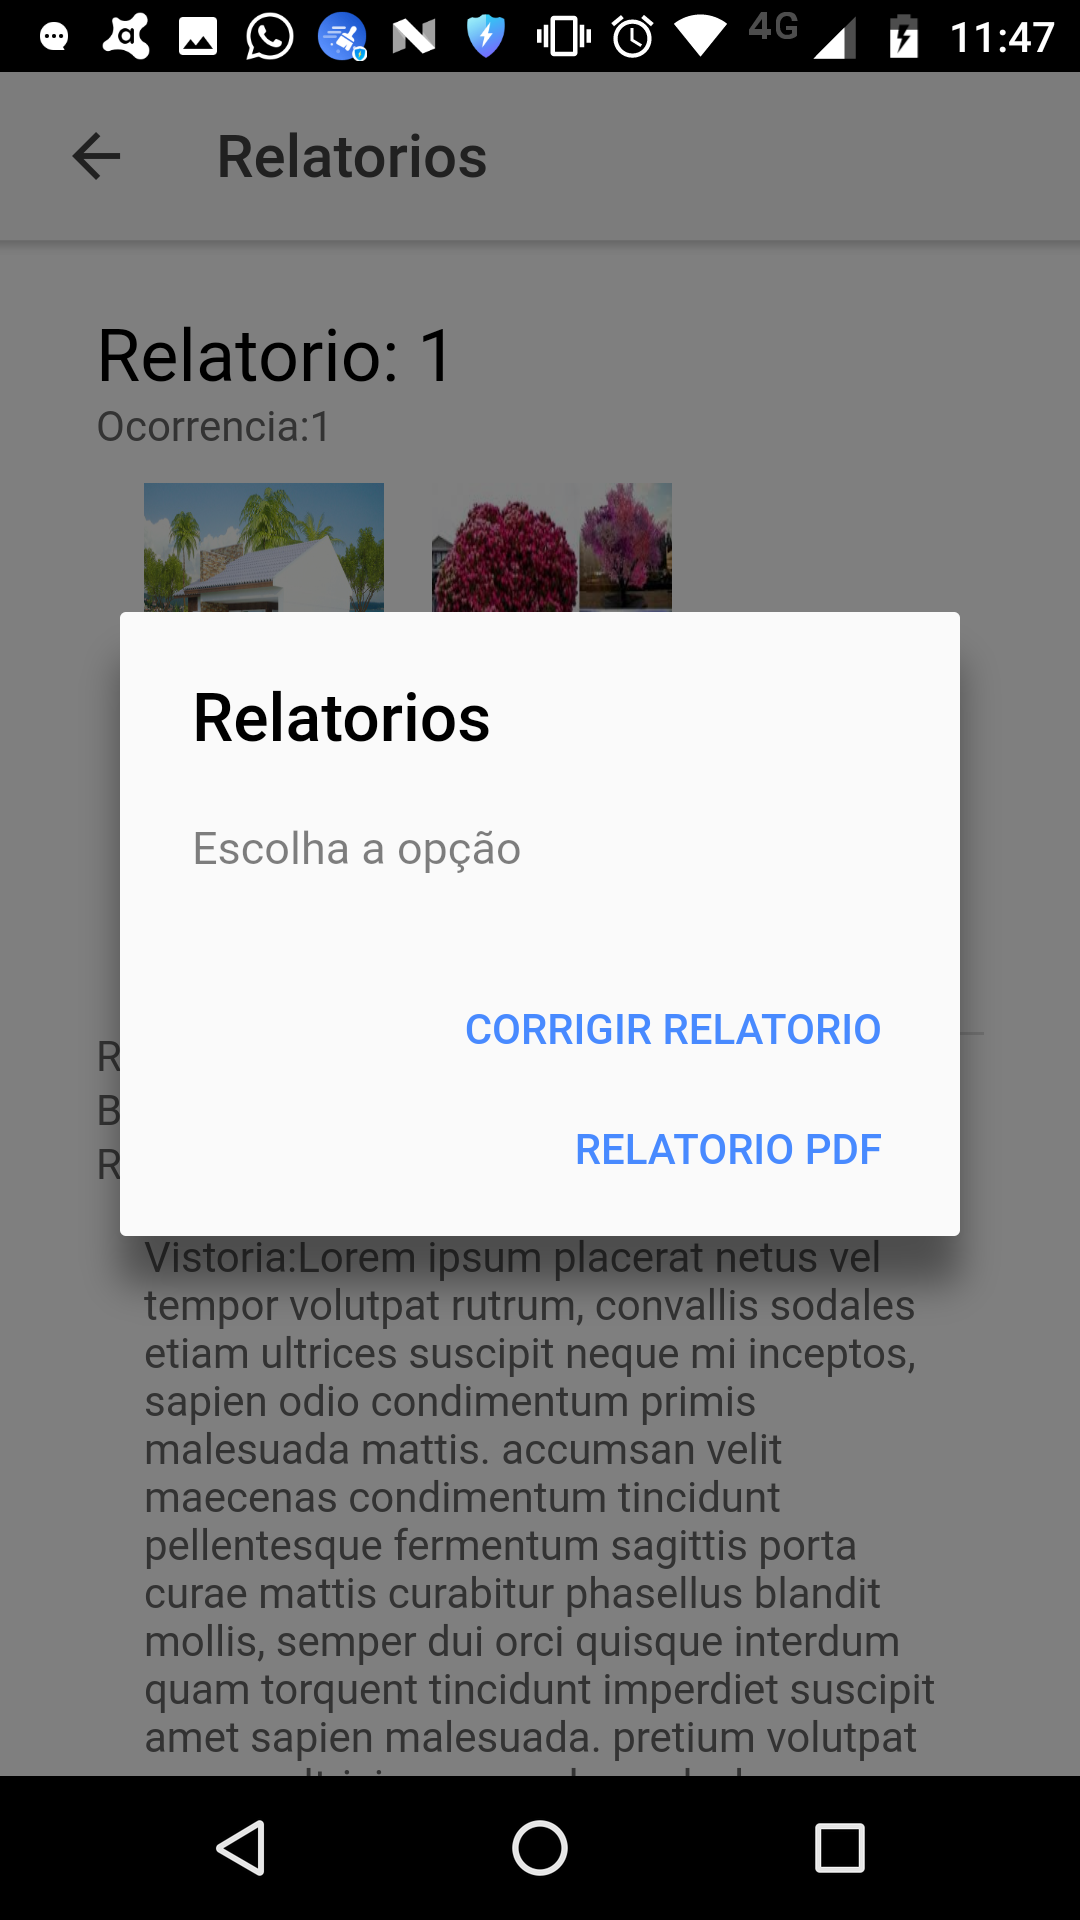 4G 11:47
Relatorios
Relatorio: 1
Ocorrencia:1
Relatorios
Escolha a opção
CORRIGIR RELATORIO
RELATORIO PDF
R
B
R
Vistoria:Lorem ipsum placerat netus vel
tempor volutpat rutrum, convallis sodales
etiam ultrices suscipit neque mi inceptos,
sapien odio condimentum primis
malesuada mattis. accumsan velit
maecenas condimentum tincidunt
pellentesque fermentum sagittis porta
curae mattis curabitur phasellus blandit
mollis, semper dui orci quisque interdum
quam torquent tincidunt imperdiet suscipit
amet sapien malesuada. pretium volutpat